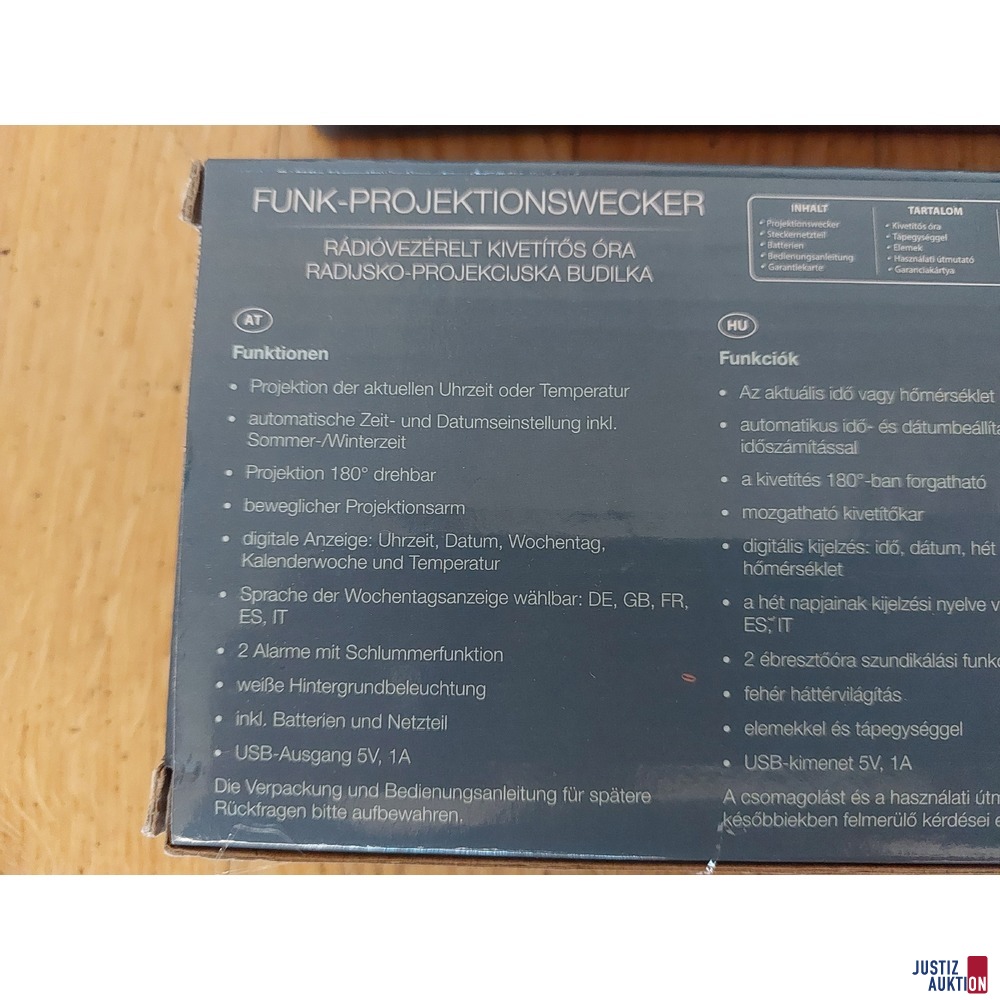 FUNK-PROJEKTIONSWECKER
RÁDIÓVEZÉRELT KIVETÍTŐS ÓRA
RADIJSKO-PROJEKCIJSKA BUDILKA
INHALT
Projektionswecker
Steckernetzteil
Batterien
Bedienungsanleitung
Garantiekarte
TARTALOM
Kivetítős óra
Tápegységgel
Elemek
Használati útmutató
Garanciakártya
AT
Funktionen
• Projektion der aktuellen Uhrzeit oder Temperatur
• automatische Zeit- und Datumseinstellung inkl.
Sommer-/Winterzeit
• Projektion 180° drehbar
• beweglicher Projektionsarm
• digitale Anzeige: Uhrzeit, Datum, Wochentag,
Kalenderwoche und Temperatur
• Sprache der Wochentagsanzeige wählbar: DE, GB, FR,
ES, IT
• 2 Alarme mit Schlummerfunktion
• weiße Hintergrundbeleuchtung
• inkl. Batterien und Netzteil
• USB-Ausgang 5V, 1A
Die Verpackung und Bedienungsanleitung für spätere
Rückfragen bitte aufbewahren.
HU
Funkciók
• Az aktuális idő vagy hőmérséklet
• automatikus idő- és dátumbeállíta
időszámítással
• a kivetítés 180°-ban forgatható
• mozgatható kivetítőkar
• digitális kijelzés: idő, dátum, hét
hőmérséklet
• a hét napjainak kijelzési nyelve v
ES, IT
• 2 ébresztőóra szundikálási funkc
• fehér háttérvilágítás
• elemekkel és tápegységgel
• USB-kimenet 5V, 1A
A csomagolást és a használati útm
későbbiekben felmerülő kérdései e
JUSTIZ
AUKTION